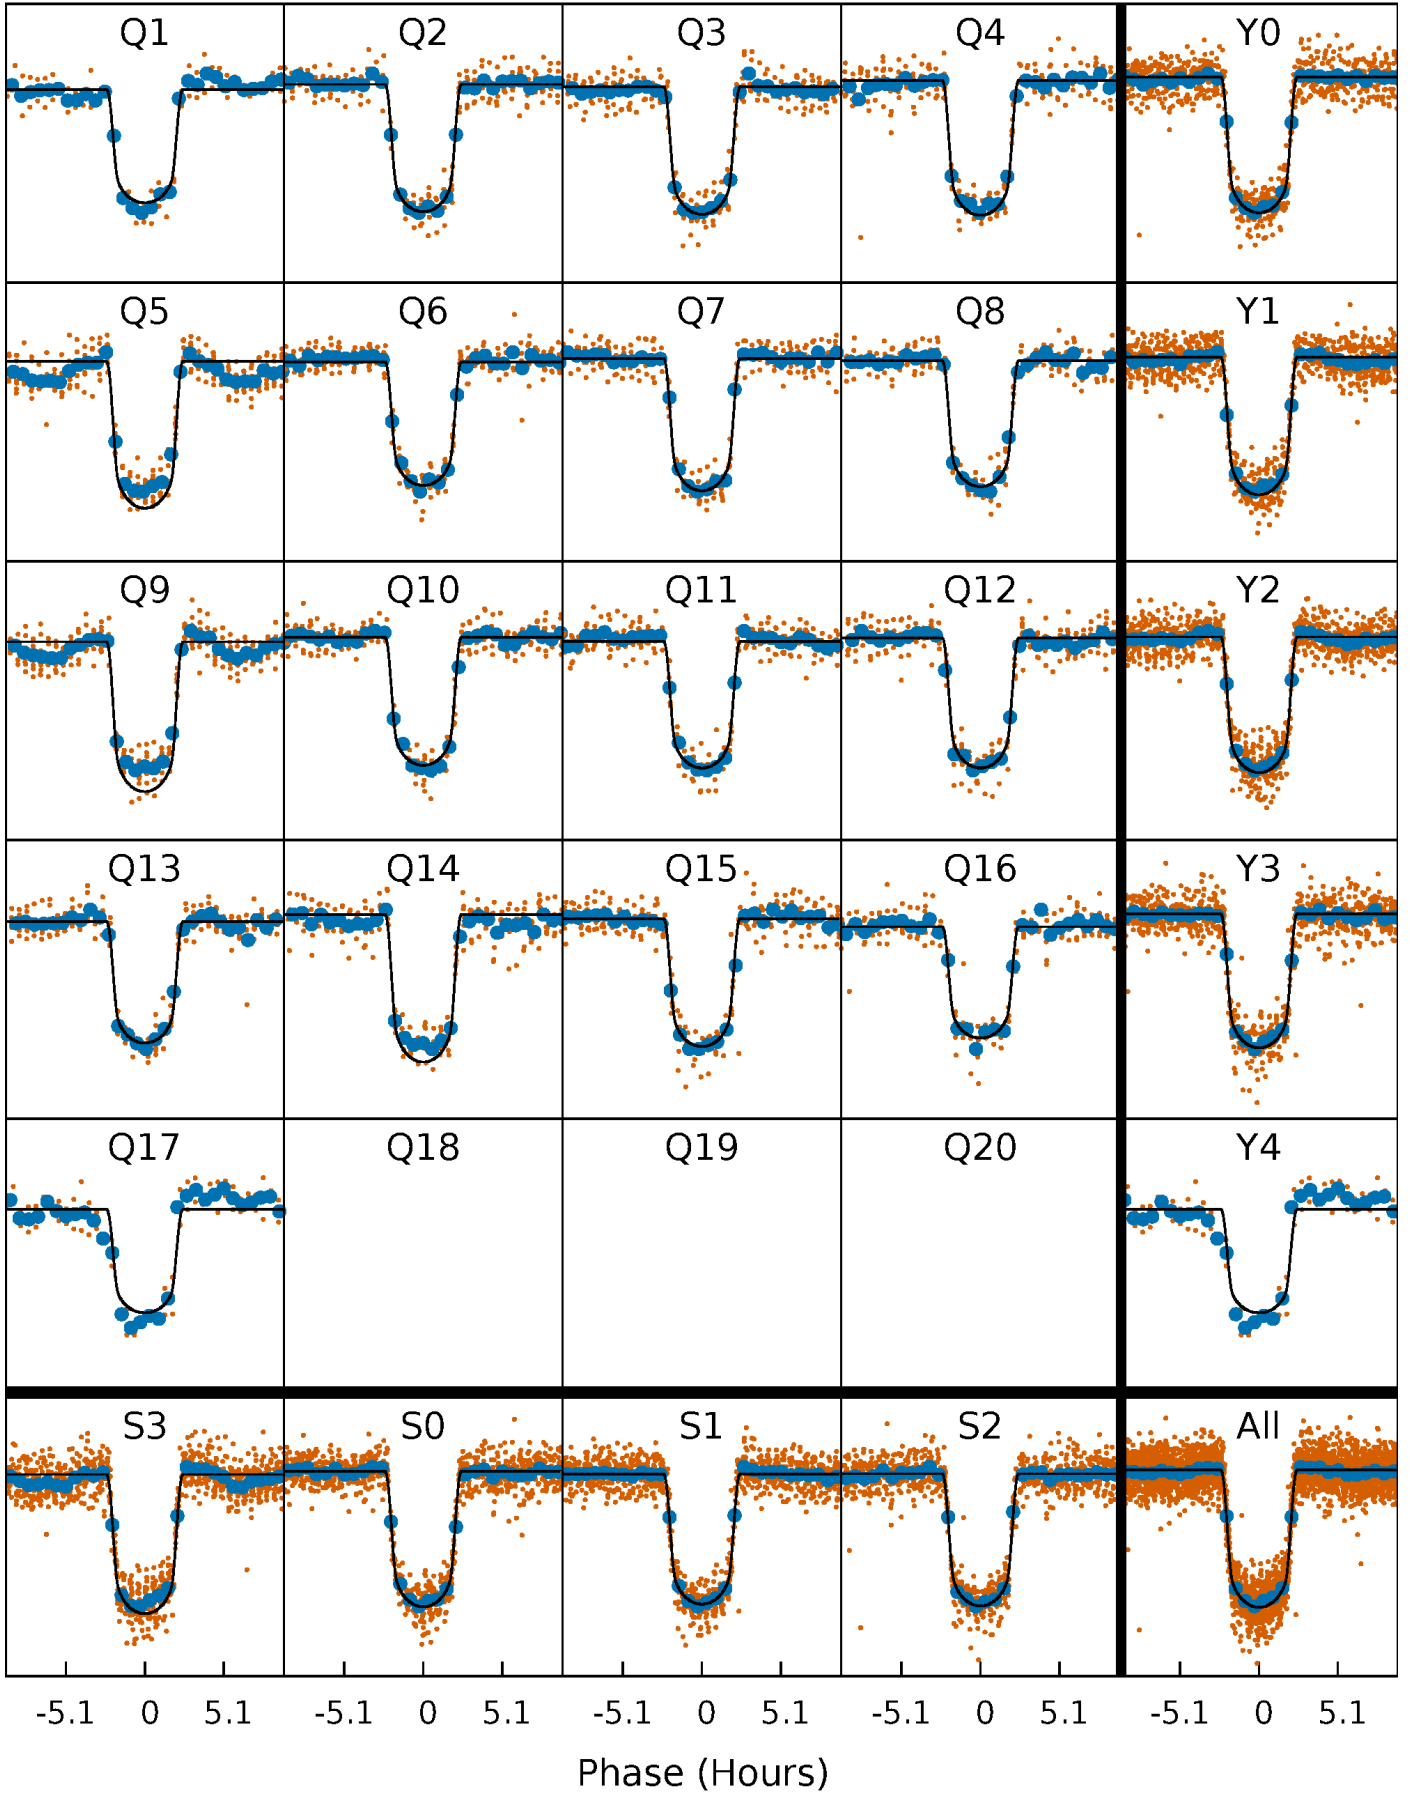 Q1 Q2 Q3 Q4 Y0
Q5 Q6 Q7 Q8 Y1
Q9 Q10 Q11 Q12 Y2
Q13 Q14 Q15 Q16 Y3
Q17 Q18 Q19 Q20 Y4
S3 S0 S1 S2 All
-5.1 0 5.1 -5.1 0 5.1 -5.1 0 5.1 -5.1 0 5.1 -5.1 0 5.1
Phase (Hours)